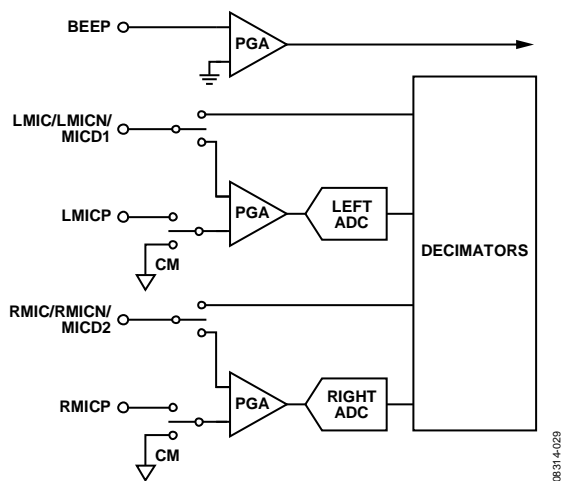 BEEP
PGA
LMIC/LMICN/
MICD1
LMICP
PGA
LEFT
ADC
CM
DECIMATORS
RMIC/RMICN/
MICD2
RMICP
PGA
RIGHT
ADC
CM
08314-029